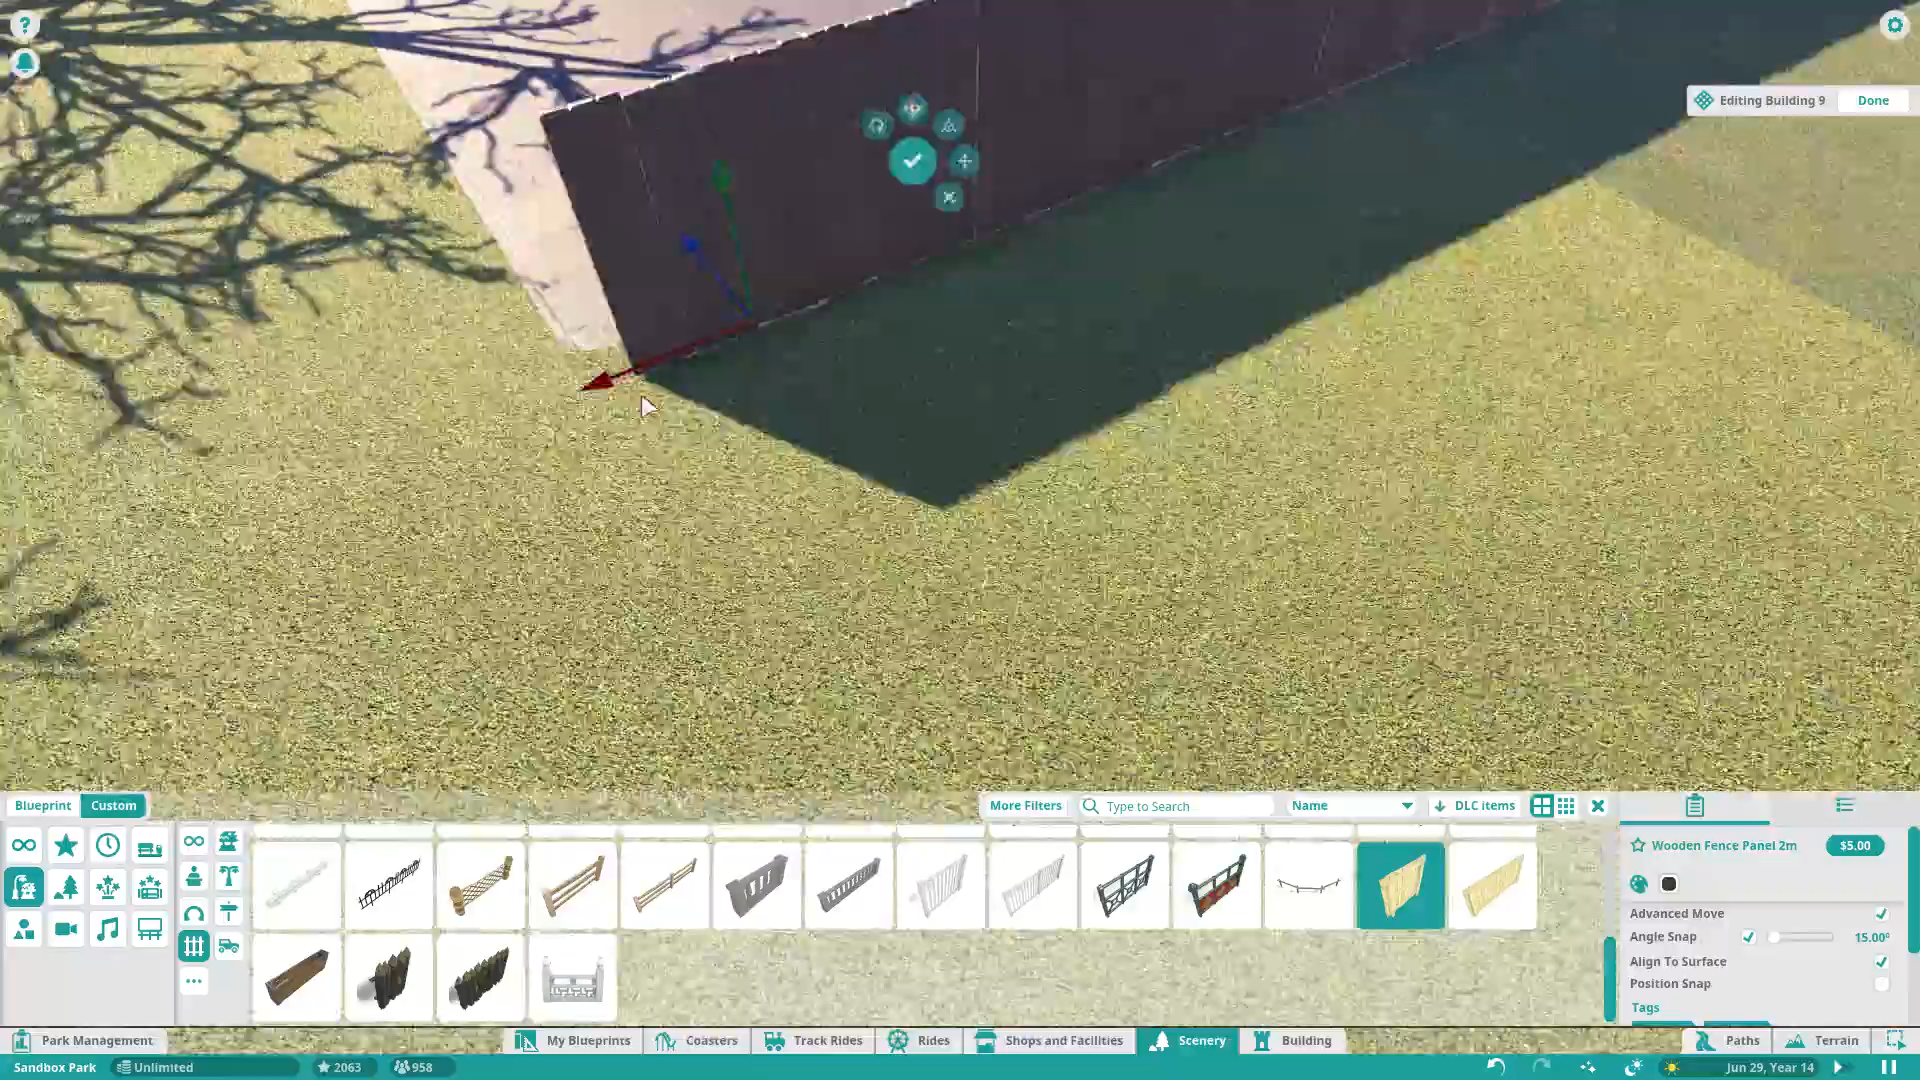 ?
Editing Building 9 Done
Blueprint Custom
More Filters Type to Search Name DLC items
Wooden Fence Panel 2m $5.00
Advanced Move
Angle Snap 15.00°
Align To Surface
Position Snap
Tags
Park Management My Blueprints Coasters Track Rides Rides Shops and Facilities Scenery Building Paths Terrain
Sandbox Park Unlimited 2063 958 Jun 29, Year 14